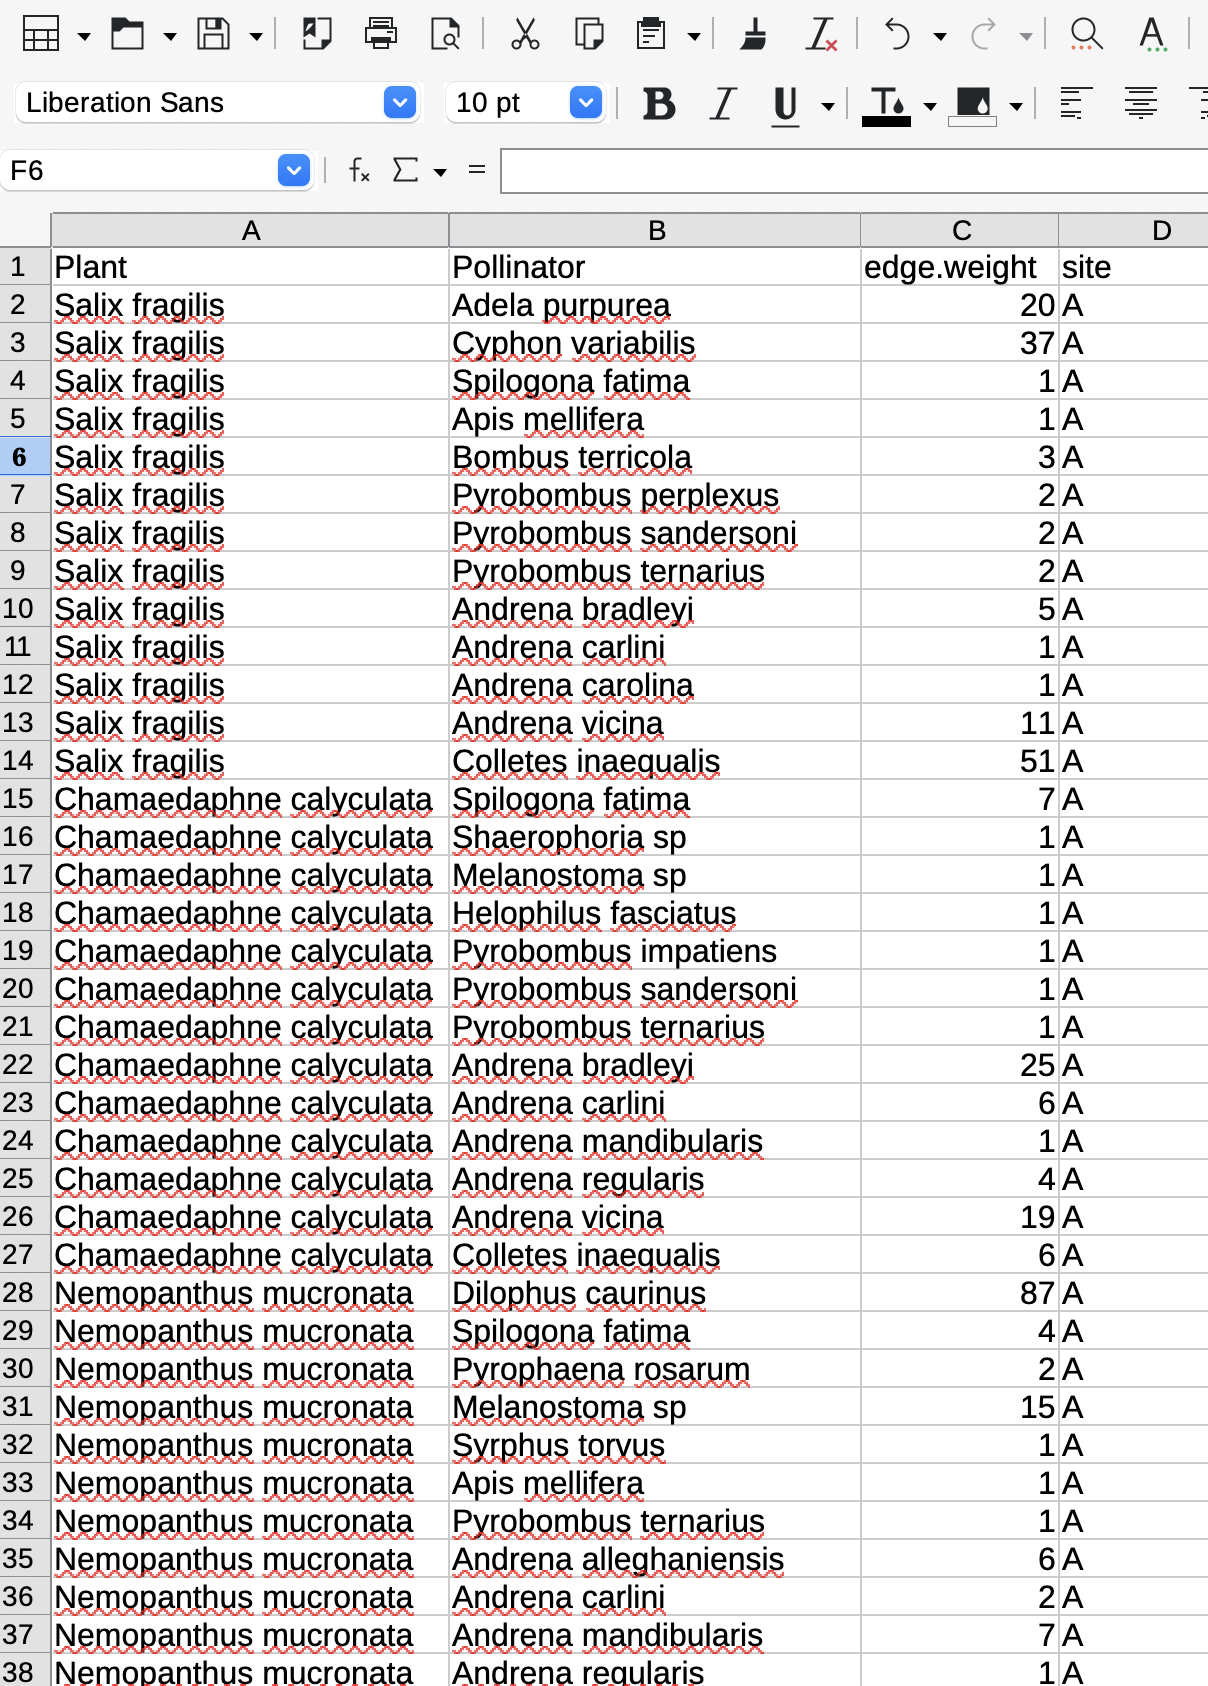 Liberation Sans 10 pt B I U T
F6 fx Σ =
A B C D
1 Plant Pollinator edge.weight site
2 Salix fragilis Adela purpurea 20 A
3 Salix fragilis Cyphon variabilis 37 A
4 Salix fragilis Spilogona fatima 1 A
5 Salix fragilis Apis mellifera 1 A
6 Salix fragilis Bombus terricola 3 A
7 Salix fragilis Pyrobombus perplexus 2 A
8 Salix fragilis Pyrobombus sandersoni 2 A
9 Salix fragilis Pyrobombus ternarius 2 A
10 Salix fragilis Andrena bradleyi 5 A
11 Salix fragilis Andrena carlini 1 A
12 Salix fragilis Andrena carolina 1 A
13 Salix fragilis Andrena vicina 11 A
14 Salix fragilis Colletes inaequalis 51 A
15 Chamaedaphne calyculata Spilogona fatima 7 A
16 Chamaedaphne calyculata Shaerophoria sp 1 A
17 Chamaedaphne calyculata Melanostoma sp 1 A
18 Chamaedaphne calyculata Helophilus fasciatus 1 A
19 Chamaedaphne calyculata Pyrobombus impatiens 1 A
20 Chamaedaphne calyculata Pyrobombus sandersoni 1 A
21 Chamaedaphne calyculata Pyrobombus ternarius 1 A
22 Chamaedaphne calyculata Andrena bradleyi 25 A
23 Chamaedaphne calyculata Andrena carlini 6 A
24 Chamaedaphne calyculata Andrena mandibularis 1 A
25 Chamaedaphne calyculata Andrena regularis 4 A
26 Chamaedaphne calyculata Andrena vicina 19 A
27 Chamaedaphne calyculata Colletes inaequalis 6 A
28 Nemopanthus mucronata Dilophus caurinus 87 A
29 Nemopanthus mucronata Spilogona fatima 4 A
30 Nemopanthus mucronata Pyrophaena rosarum 2 A
31 Nemopanthus mucronata Melanostoma sp 15 A
32 Nemopanthus mucronata Syrphus torvus 1 A
33 Nemopanthus mucronata Apis mellifera 1 A
34 Nemopanthus mucronata Pyrobombus ternarius 1 A
35 Nemopanthus mucronata Andrena alleghaniensis 6 A
36 Nemopanthus mucronata Andrena carlini 2 A
37 Nemopanthus mucronata Andrena mandibularis 7 A
38 Nemopanthus mucronata Andrena regularis 1 A